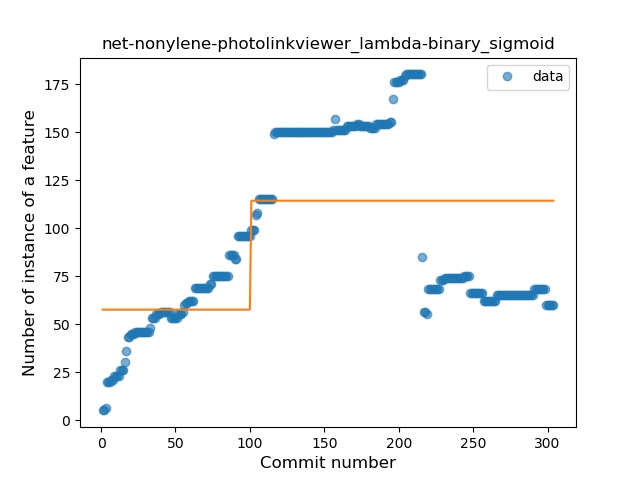 net-nonylene-photolinkviewer_lambda-binary_sigmoid
data
Number of instance of a feature
175
150
125
100
75
50
25
0
0 50 100 150 200 250 300
Commit number